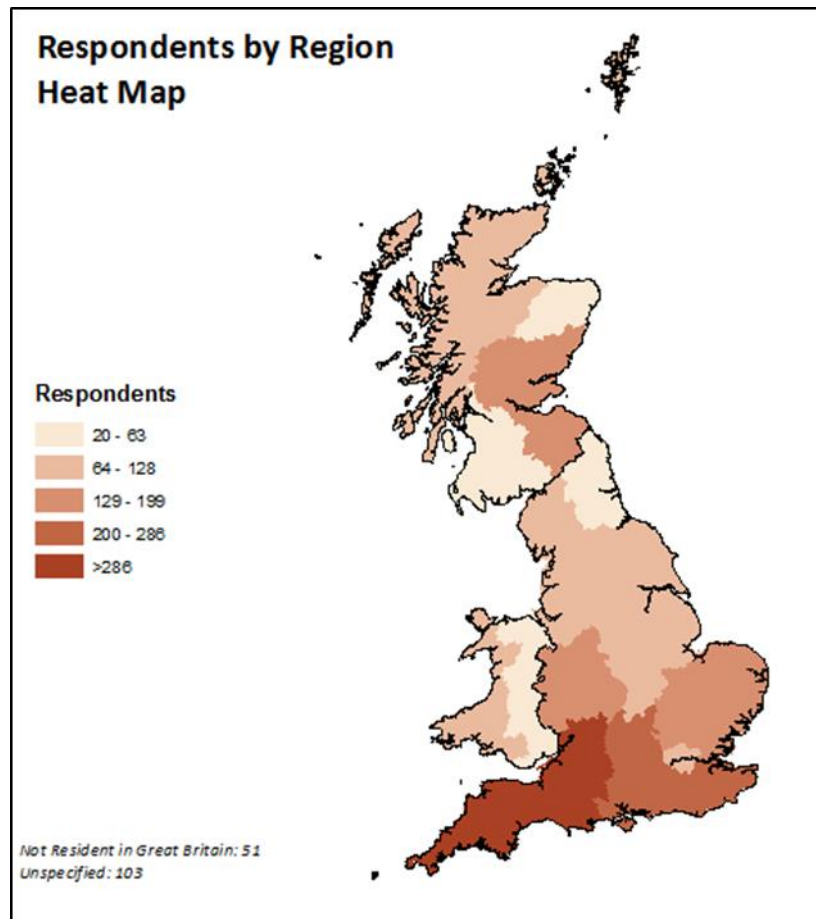 Respondents by Region
Heat Map
Respondents
20 - 63
64 - 128
129 - 199
200 - 286
>286
Not Resident in Great Britain: 51
Unspecified: 103